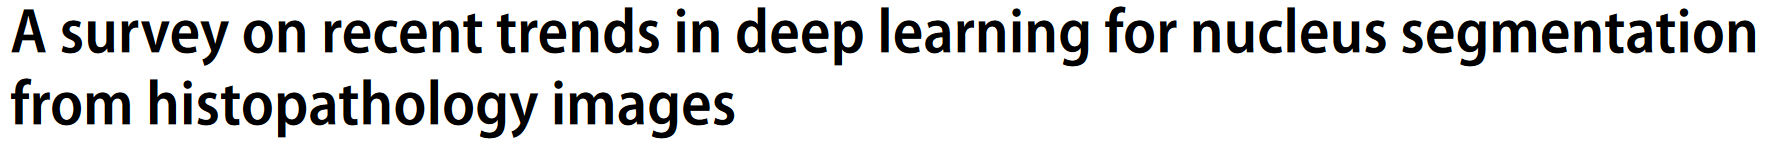 A survey on recent trends in deep learning for nucleus segmentation
from histopathology images